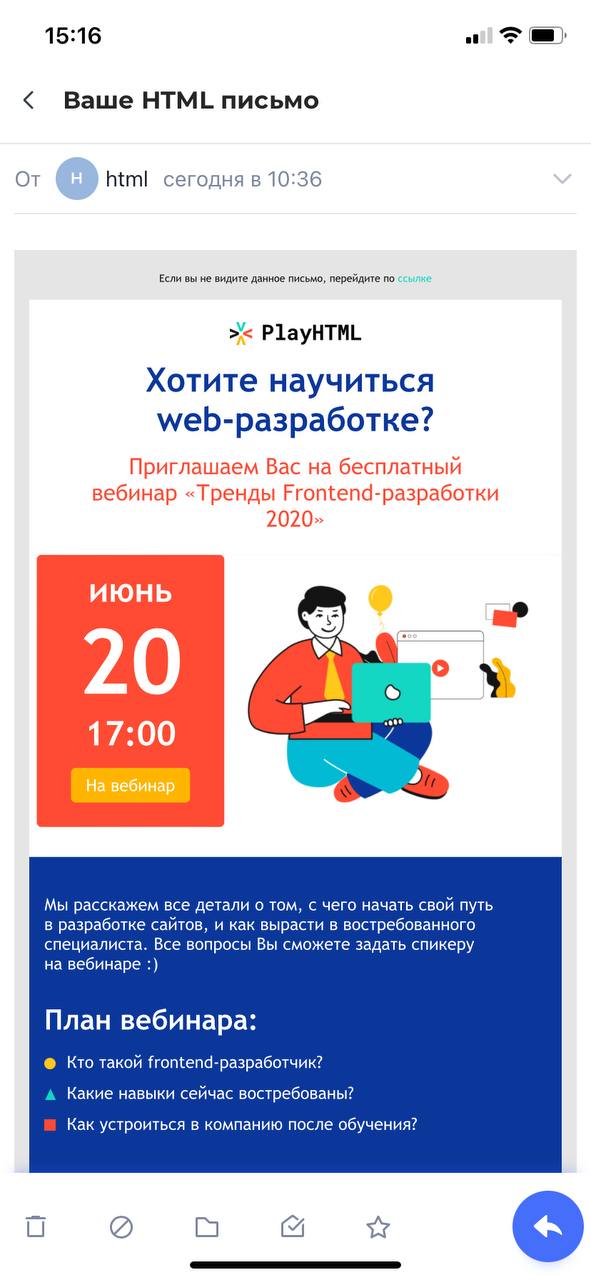 15:16
Ваше HTML письмо
От H html сегодня в 10:36
Если вы не видите данное письмо, перейдите по ссылке
PlayHTML
Хотите научиться
web-разработке?
Приглашаем Вас на бесплатный
вебинар «Тренды Frontend-разработки
2020»
ИЮНЬ
20
17:00
На вебинар
Мы расскажем все детали о том, с чего начать свой путь
в разработке сайтов, и как вырасти в востребованного
специалиста. Все вопросы Вы сможете задать спикеру
на вебинаре :)
План вебинара:
Кто такой frontend-разработчик?
Какие навыки сейчас востребованы?
Как устроиться в компанию после обучения?